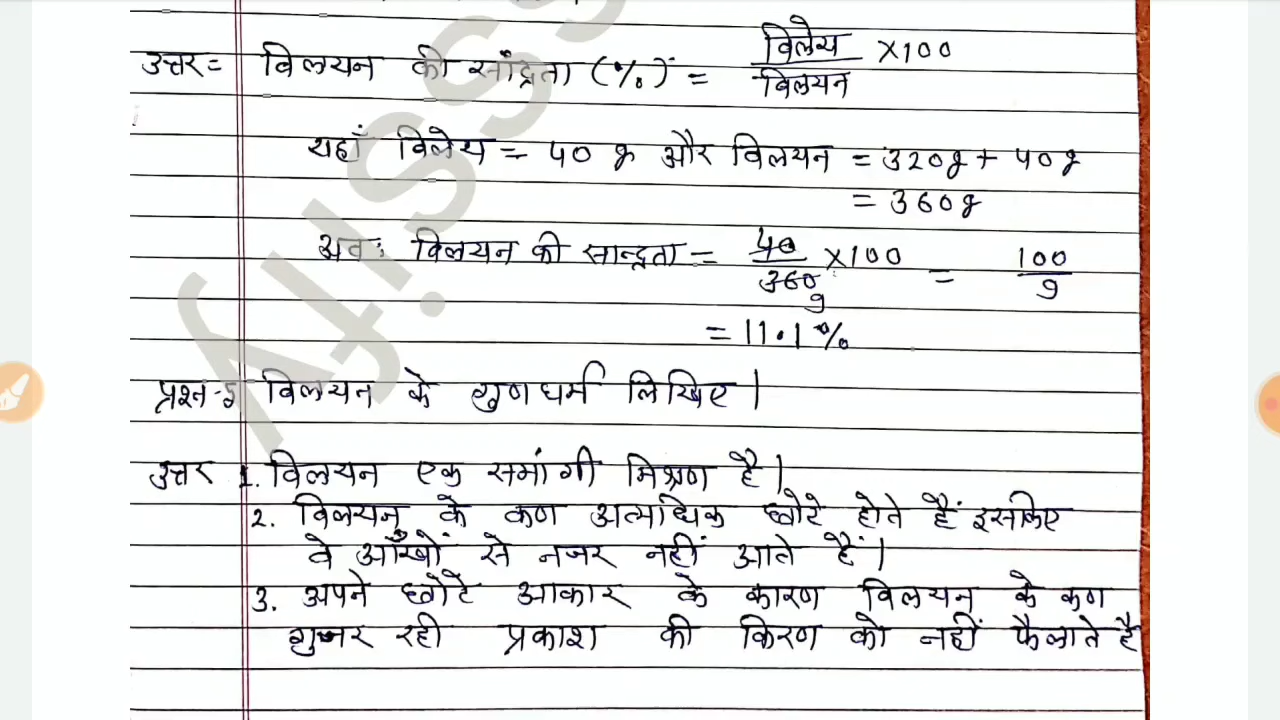 उत्तर = विलयन की सांद्रता (%) = विलेय / विलयन ×100
यहाँ विलेय = 40 g और विलयन = 320g + 40g
= 360g
अतः विलयन की सान्द्रता = 40 / 360 ×100 = 100 / 9
9
= 11.1 %
प्रश्न-5 विलयन के गुणधर्म लिखिए।
उत्तर 1. विलयन एक समांगी मिश्रण है।
2. विलयन के कण अत्यधिक छोटे होते हैं इसलिए
वे आँखों से नजर नहीं आते हैं।
3. अपने छोटे आकार के कारण विलयन के कण
गुजर रही प्रकाश की किरण को नहीं फैलाते है